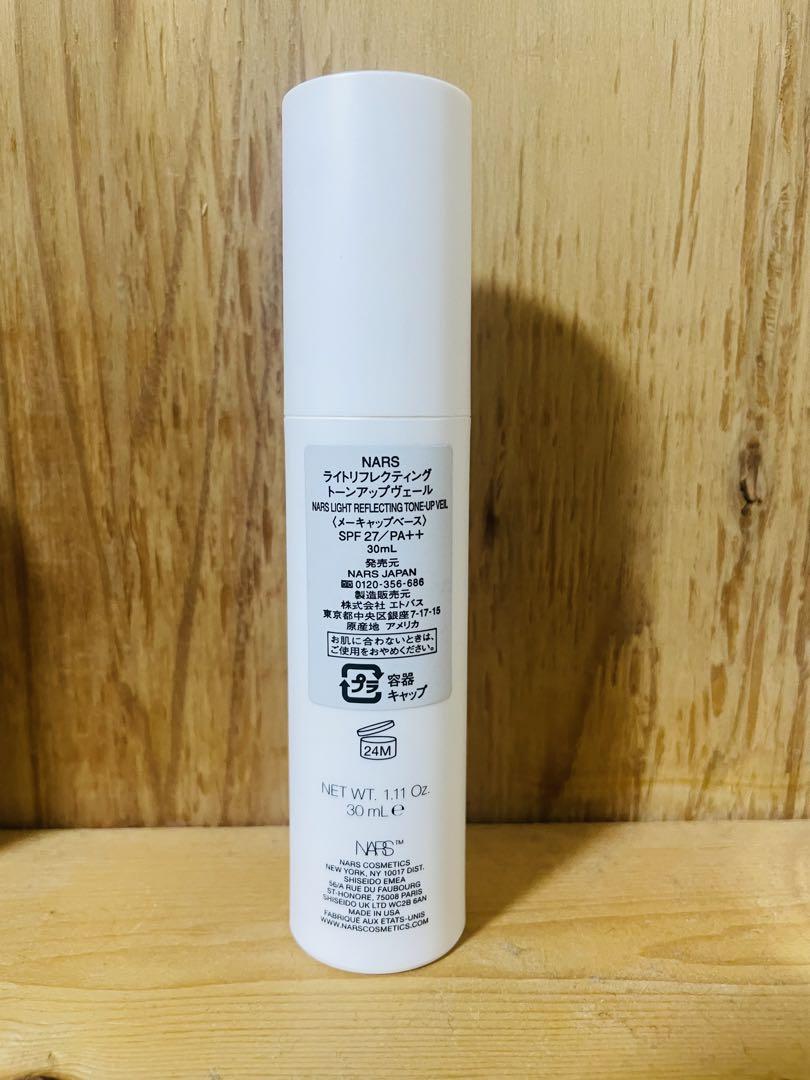 NARS
ライトリフレクティング
トーンアップヴェール
NARS LIGHT REFLECTING TONE-UP VEIL
〈メーキャップベース〉
SPF 27/PA++
30mL
発売元
NARS JAPAN
0120-356-686
製造販売元
株式会社 エトバス
東京都中央区銀座7-17-15
原産地 アメリカ
お肌に合わないときは、
ご使用をおやめください。
プラ 容器
キャップ
24M
NET WT. 1.11 Oz.
30 mL ℮
NARS™
NARS COSMETICS
NEW YORK, NY 10017 DIST.
SHISEIDO EMEA
56/A RUE DU FAUBOURG
ST-HONORE, 75008 PARIS
SHISEIDO UK LTD WC2B 6AN
MADE IN USA
FABRIQUE AUX ETATS-UNIS
WWW.NARSCOSMETICS.COM